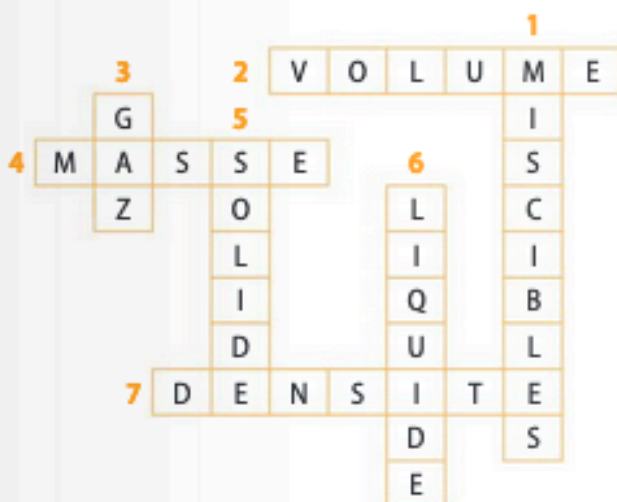 1
3 2 V O L U M E
G 5 I
4 M A S S E 6 S
Z O L C
L I I
I Q B
D U L
7 D E N S I T E
D S
E